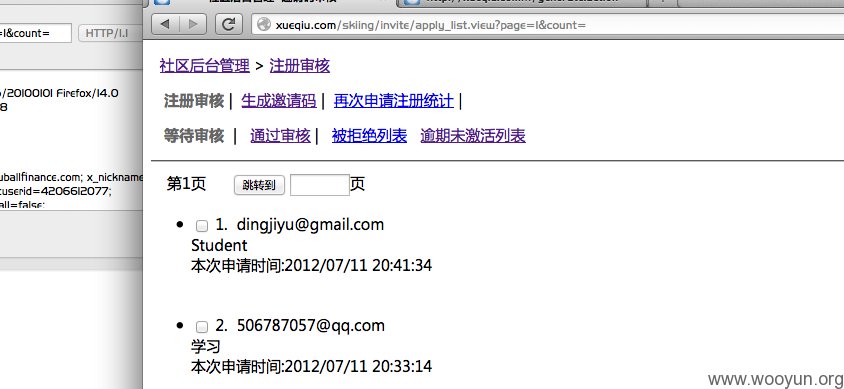 =1&count=
HTTP/1.1
/20100101 Firefox/14.0
8
uballfinance.com; x_nickname
tuserid=4206612077;
all=false;
xueqiu.com/skiing/invite/apply_list.view?page=1&count=
社区后台管理 > 注册审核
注册审核 | 生成邀请码 | 再次申请注册统计 |
等待审核 | 通过审核 | 被拒绝列表 逾期未激活列表
第1页 跳转到 页
1. dingjiyu@gmail.com
Student
本次申请时间:2012/07/11 20:41:34
2. 506787057@qq.com
学习
本次申请时间:2012/07/11 20:33:14
www.wooyun.org